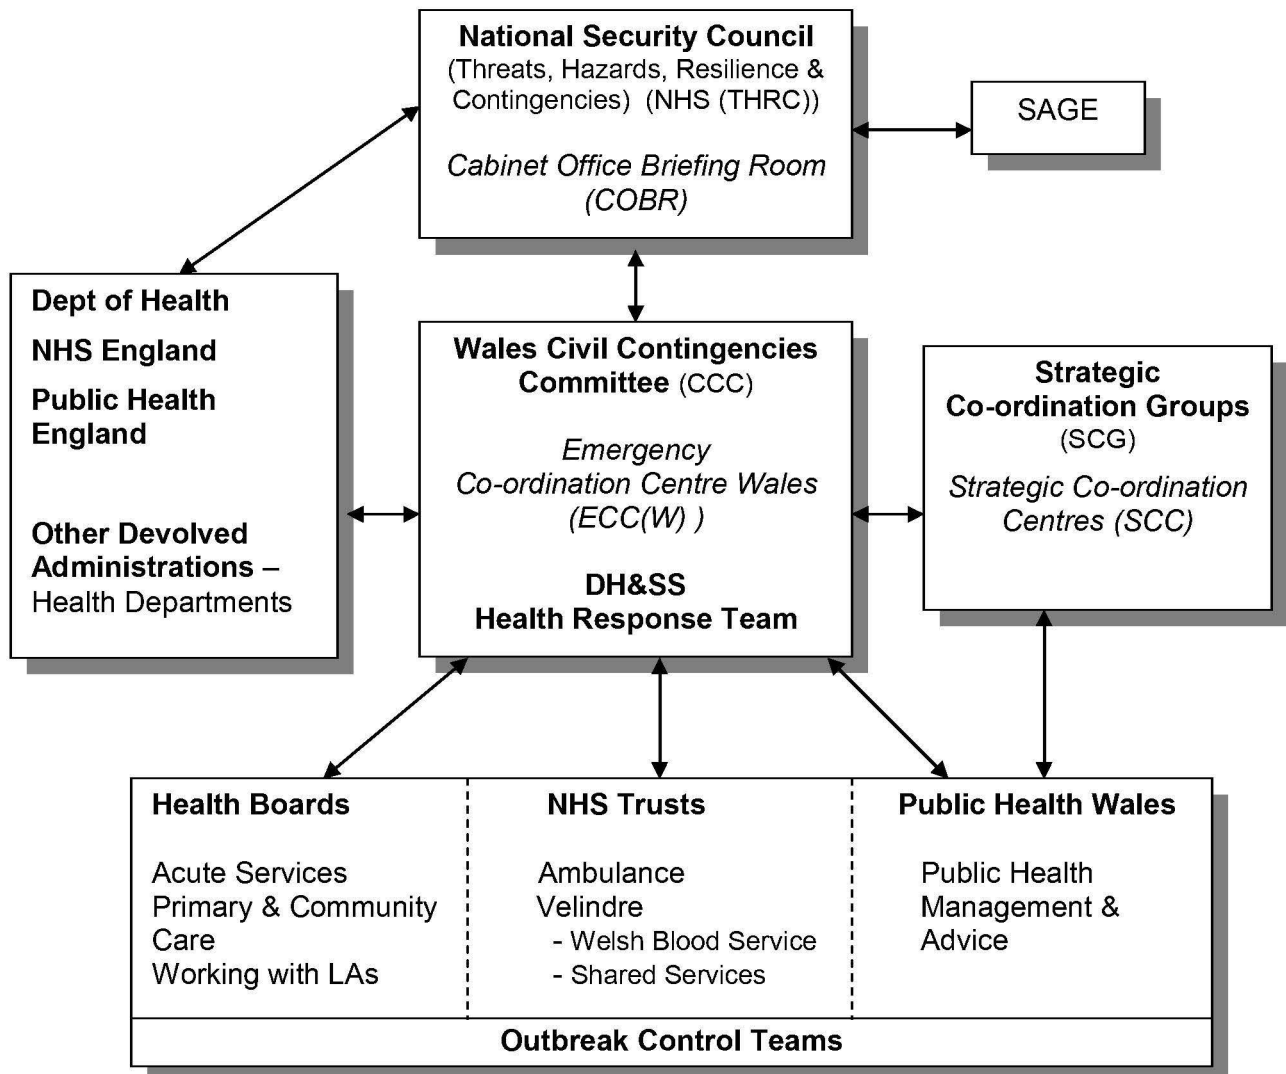 National Security Council
(Threats, Hazards, Resilience &
Contingencies) (NHS (THRC))
Cabinet Office Briefing Room
(COBR)
SAGE
Dept of Health
NHS England
Public Health
England
Other Devolved
Administrations –
Health Departments
Wales Civil Contingencies
Committee (CCC)
Emergency
Co-ordination Centre Wales
(ECC(W) )
DH&SS
Health Response Team
Strategic
Co-ordination Groups
(SCG)
Strategic Co-ordination
Centres (SCC)
Health Boards
Acute Services
Primary & Community
Care
Working with LAs
NHS Trusts
Ambulance
Velindre
- Welsh Blood Service
- Shared Services
Public Health Wales
Public Health
Management &
Advice
Outbreak Control Teams